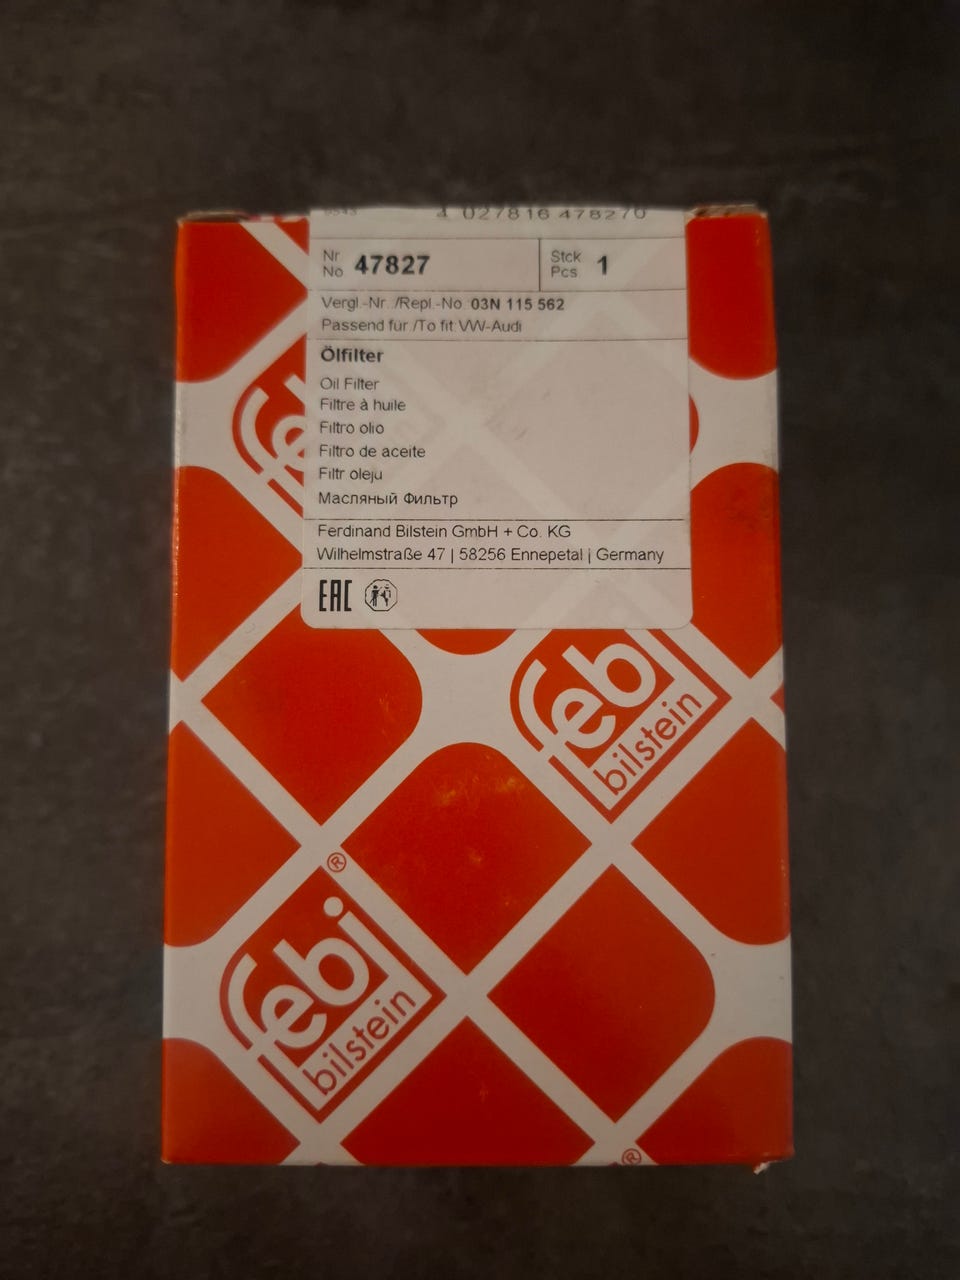 4 027816 478270
Nr
No 47827
Stck
Pcs 1
Vergl.-Nr. /Repl.-No. 03N 115 562
Passend für /To fit VW-Audi
Ölfilter
Oil Filter
Filtre à huile
Filtro olio
Filtro de aceite
Filtr oleju
Масляный Фильтр
Ferdinand Bilstein GmbH + Co. KG
Wilhelmstraße 47 | 58256 Ennepetal | Germany
EAC
fe
febi
bilstein
®
febi
bilstein
®